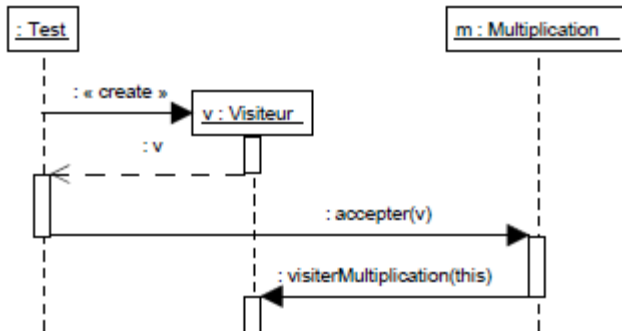 : Test
m : Multiplication
: « create »
v : Visiteur
: v
: accepter(v)
: visiterMultiplication(this)